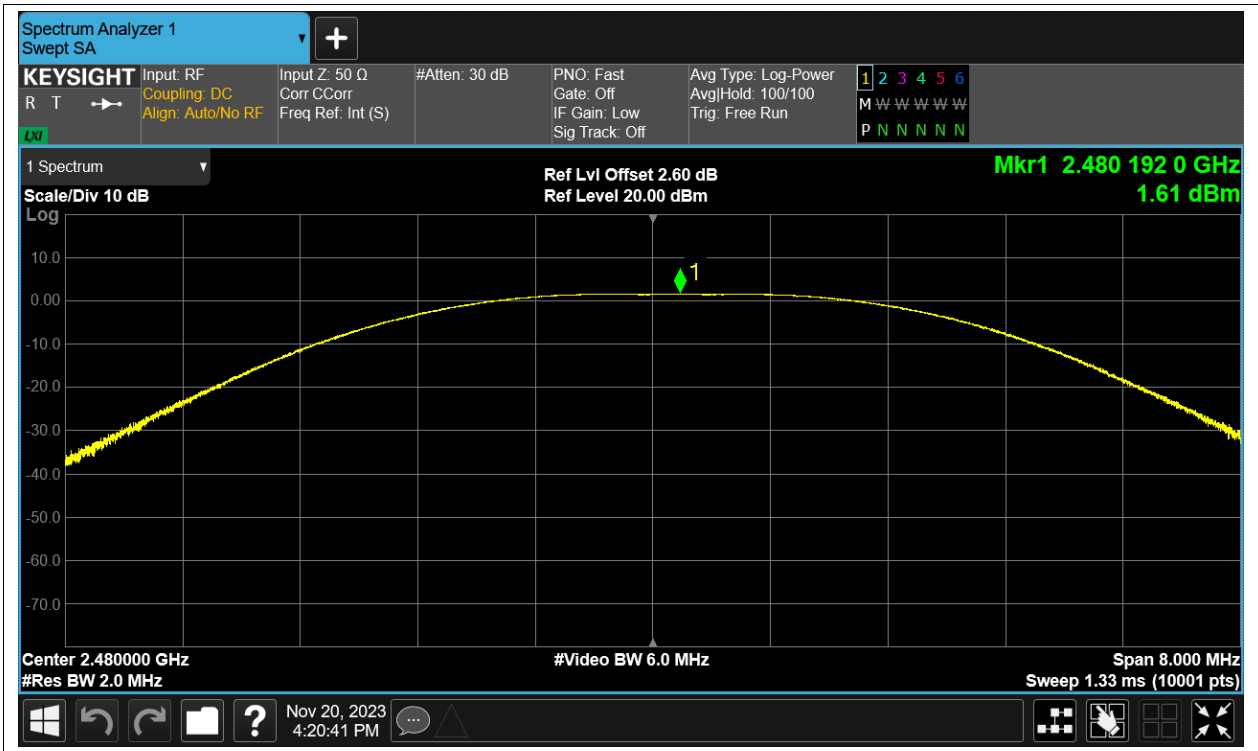 Spectrum Analyzer 1
Swept SA
KEYSIGHT
R T
LXI
Input: RF
Coupling: DC
Align: Auto/No RF
Input Z: 50 Ω
Corr CCorr
Freq Ref: Int (S)
#Atten: 30 dB
PNO: Fast
Gate: Off
IF Gain: Low
Sig Track: Off
Avg Type: Log-Power
Avg|Hold: 100/100
Trig: Free Run
1 2 3 4 5 6
M W W W W W W
P N N N N N N
1 Spectrum
Scale/Div 10 dB
Log
Ref Lvl Offset 2.60 dB
Ref Level 20.00 dBm
Mkr1 2.480 192 0 GHz
1.61 dBm
1
10.0
0.00
-10.0
-20.0
-30.0
-40.0
-50.0
-60.0
-70.0
Center 2.480000 GHz
#Res BW 2.0 MHz
#Video BW 6.0 MHz
Span 8.000 MHz
Sweep 1.33 ms (10001 pts)
?
Nov 20, 2023
4:20:41 PM